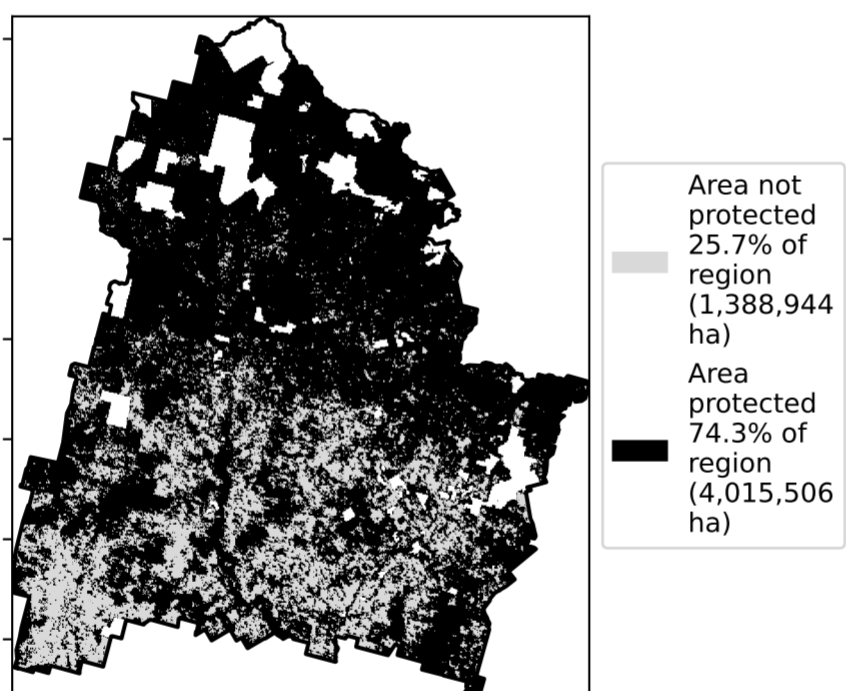 Area not
protected
25.7% of
region
(1,388,944
ha)
Area
protected
74.3% of
region
(4,015,506
ha)